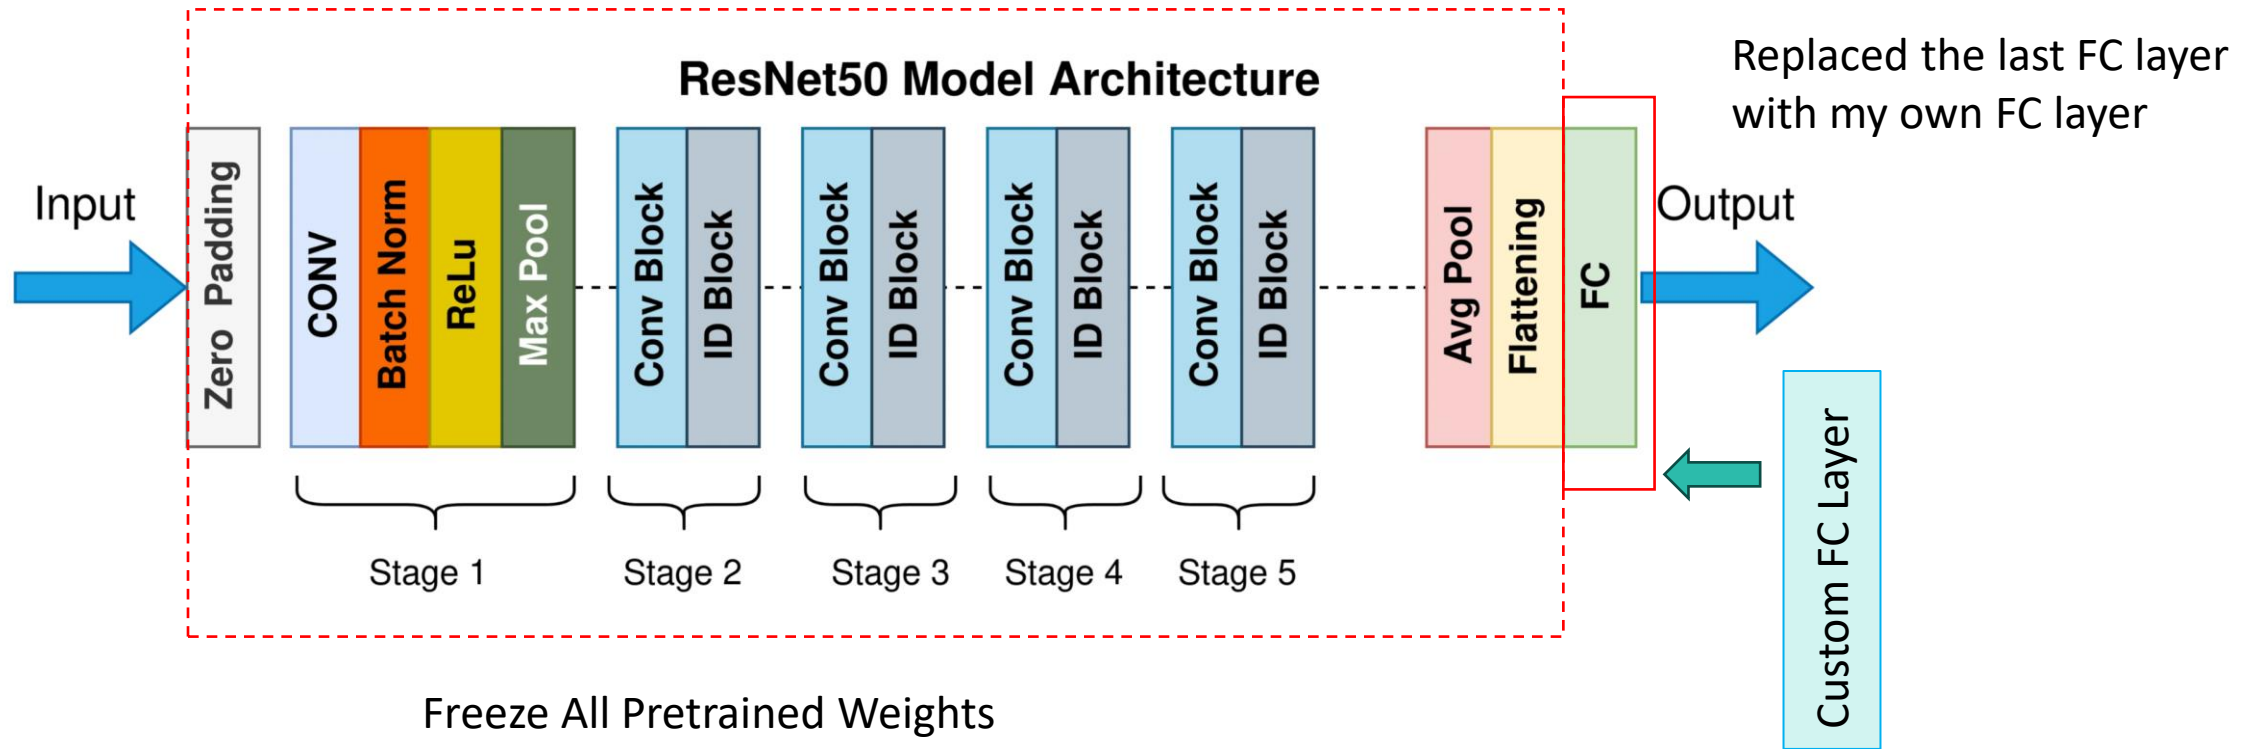 ResNet50 Model Architecture
Replaced the last FC layer
with my own FC layer
Input
Zero Padding
CONV
Batch Norm
ReLu
Max Pool
Conv Block
ID Block
Conv Block
ID Block
Conv Block
ID Block
Conv Block
ID Block
Avg Pool
Flattening
FC
Output
Custom FC Layer
Stage 1
Stage 2
Stage 3
Stage 4
Stage 5
Freeze All Pretrained Weights